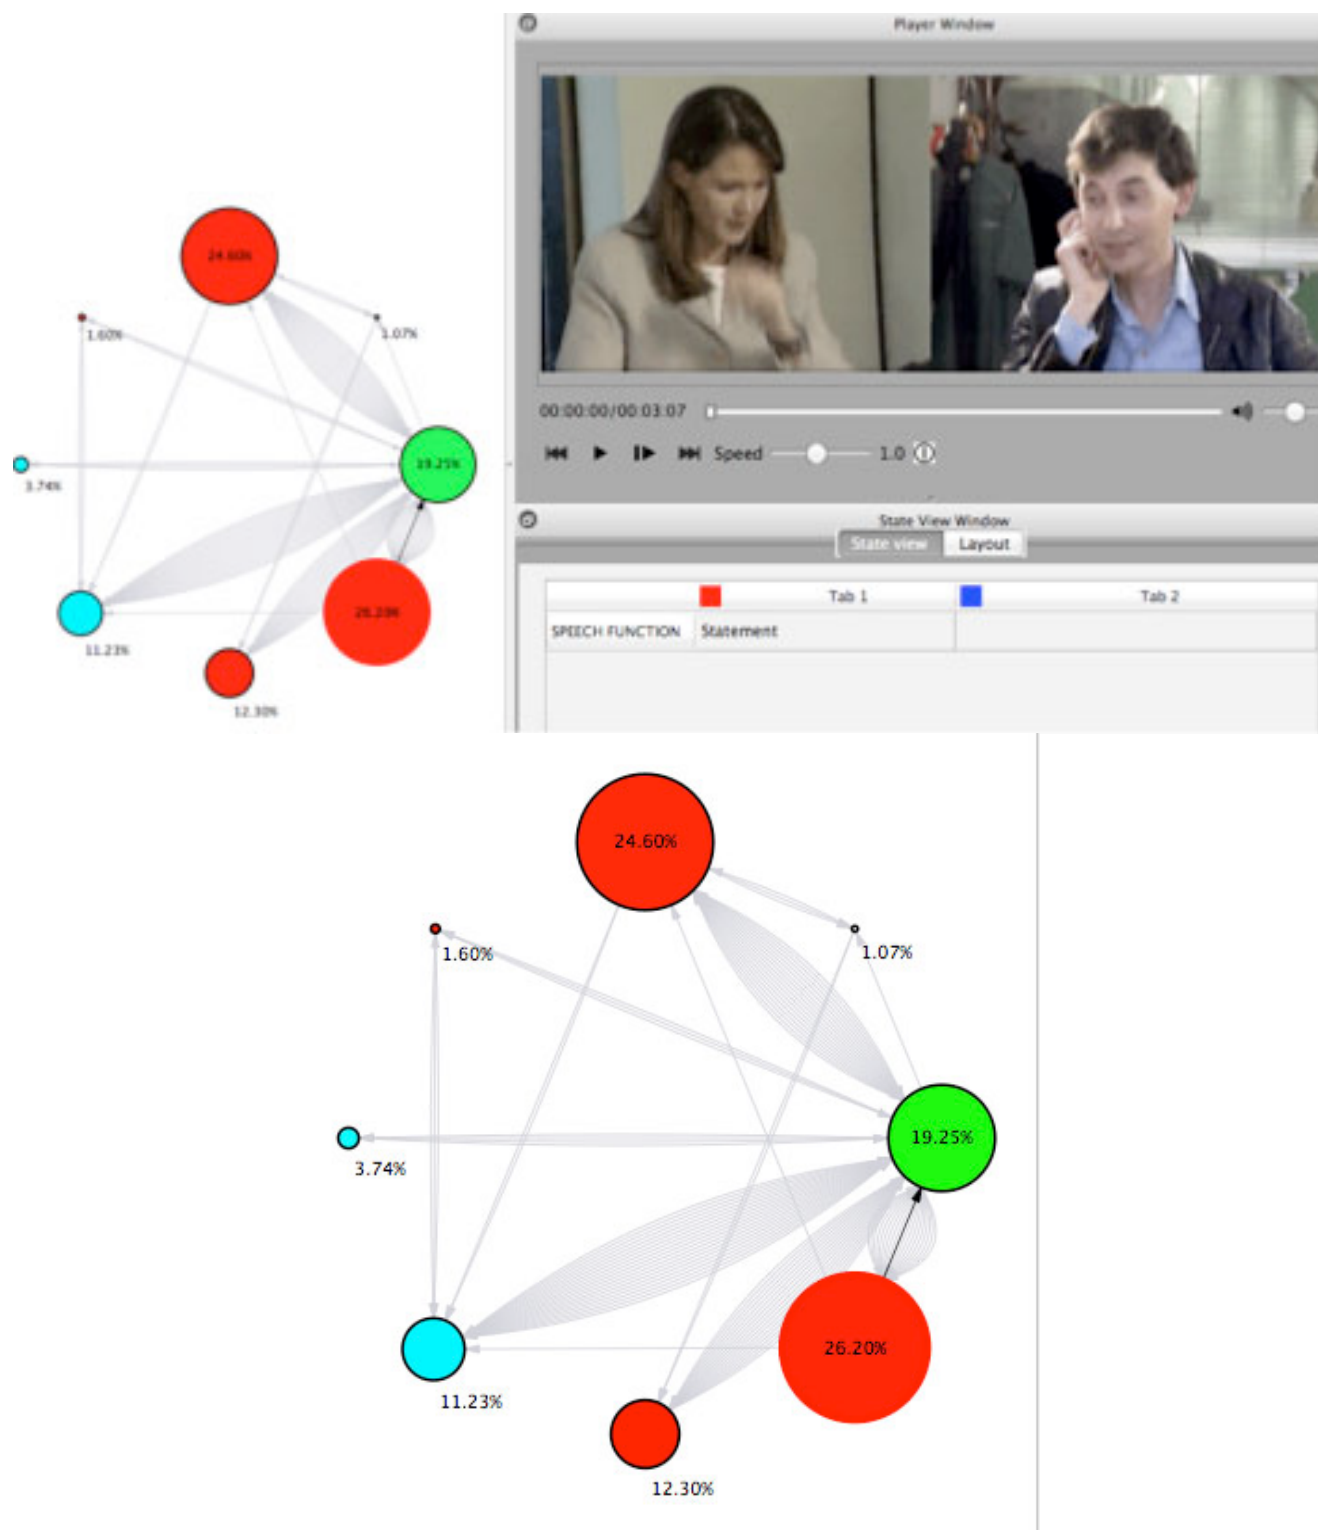 Player Window
24.60%
1.60%
1.07%
19.25%
3.74%
26.20%
11.23%
12.30%
00:00:00/00:03:07
Speed 1.0
State View Window
State view Layout
Tab 1 Tab 2
SPEECH FUNCTION Statement
24.60%
1.60%
1.07%
19.25%
3.74%
26.20%
11.23%
12.30%